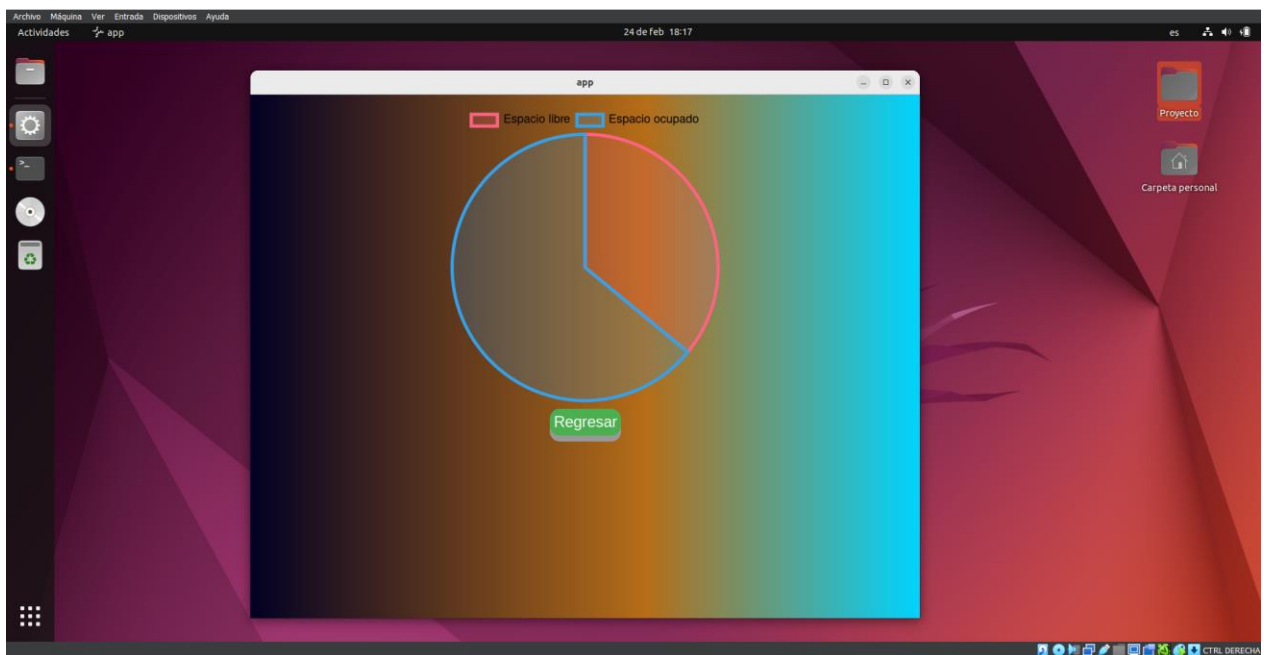 Archivo Máquina Ver Entrada Dispositivos Ayuda
Actividades app 24 de feb 18:17 es
app
Espacio libre Espacio ocupado
Regresar
Proyecto
Carpeta personal
CTRL DERECHA